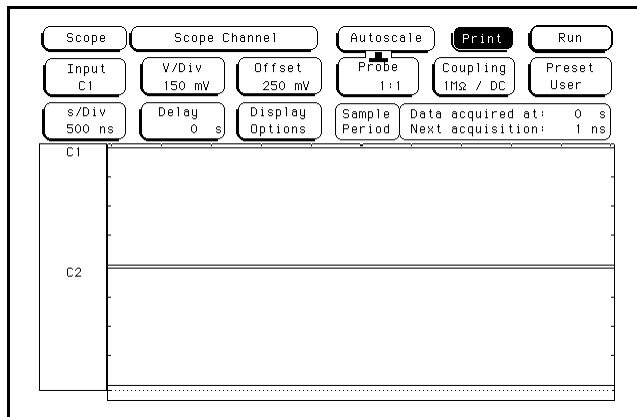 Scope Scope Channel Autoscale Print Run
Input V/Div Offset Probe Coupling Preset
C1 150 mV 250 mV 1:1 1MΩ / DC User
s/Div Delay Display Sample Data acquired at: 0 s
500 ns 0 s Options Period Next acquisition: 1 ns
C1
C2